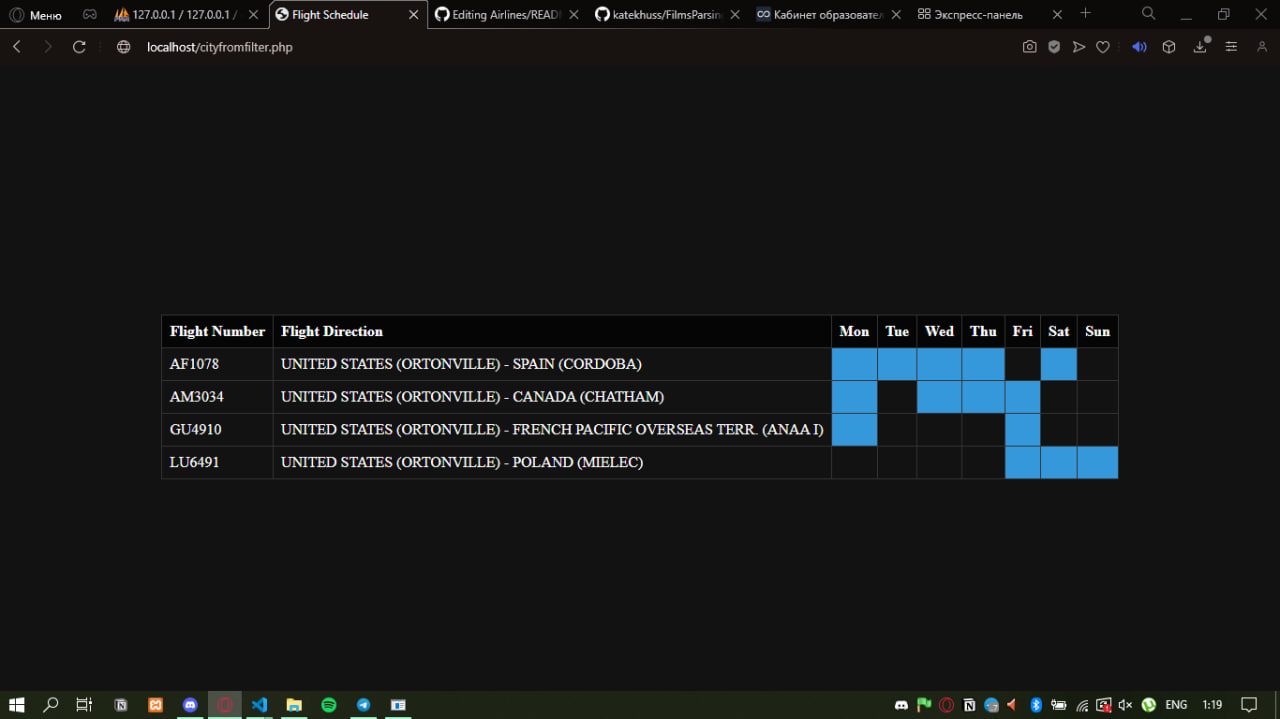 Меню
127.0.0.1 / 127.0.0.1 /
Flight Schedule
Editing Airlines/READ
katekhuss/FilmsParsing
Кабинет образовател
Экспресс-панель
localhost/cityfromfilter.php
Flight Number Flight Direction Mon Tue Wed Thu Fri Sat Sun
AF1078 UNITED STATES (ORTONVILLE) - SPAIN (CORDOBA)
AM3034 UNITED STATES (ORTONVILLE) - CANADA (CHATHAM)
GU4910 UNITED STATES (ORTONVILLE) - FRENCH PACIFIC OVERSEAS TERR. (ANAA I)
LU6491 UNITED STATES (ORTONVILLE) - POLAND (MIELEC)
ENG 1:19